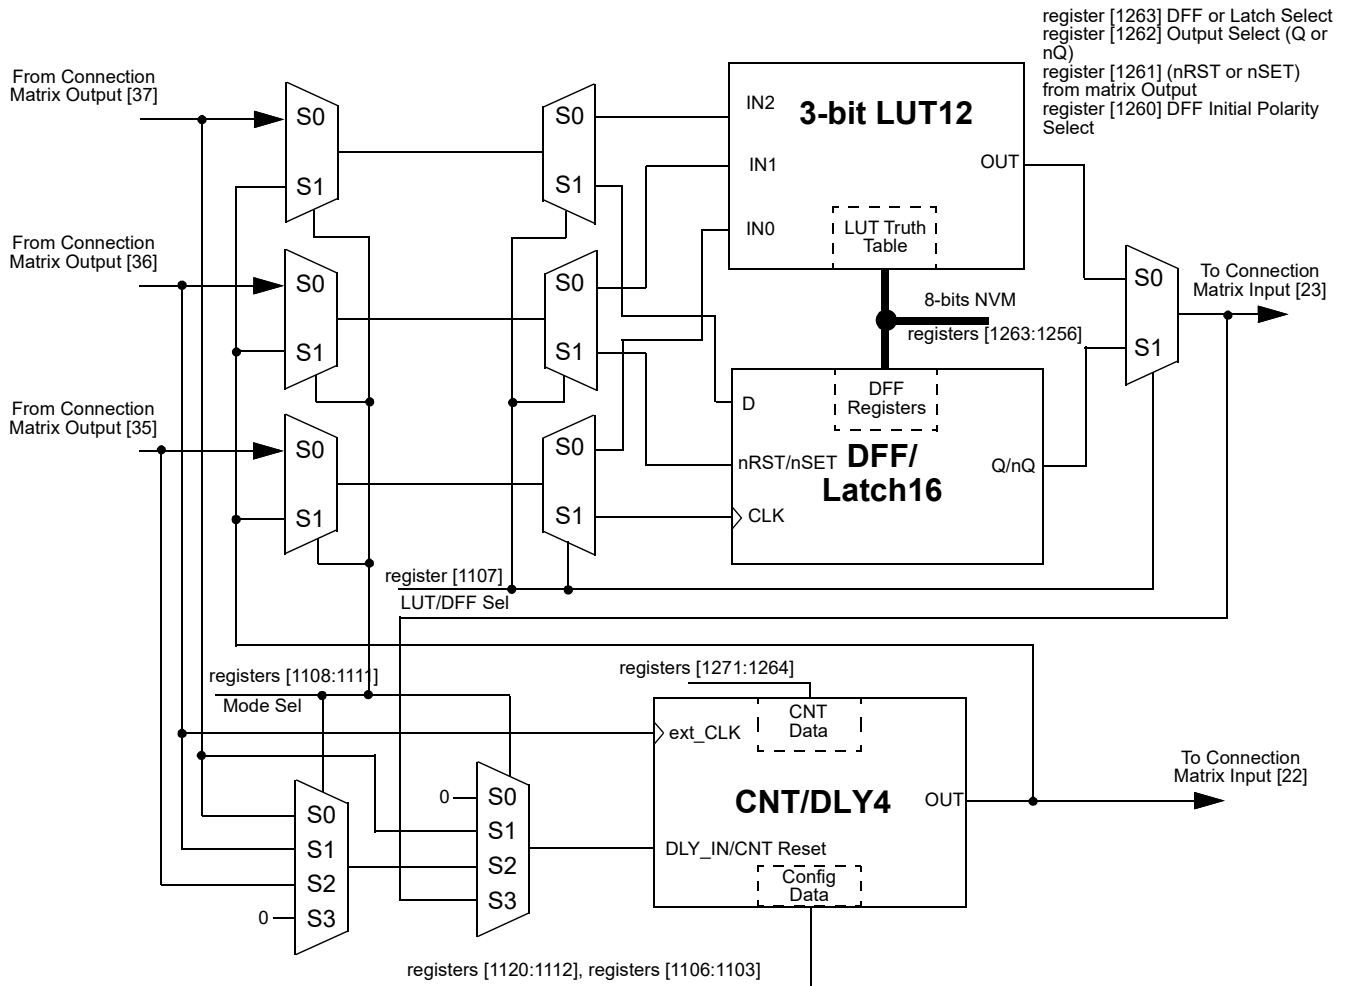 register [1263] DFF or Latch Select
register [1262] Output Select (Q or
nQ)
register [1261] (nRST or nSET)
from matrix Output
register [1260] DFF Initial Polarity
Select
From Connection
Matrix Output [37]
S0
S1
S0
S1
IN2
3-bit LUT12
IN1
OUT
IN0
LUT Truth
Table
From Connection
Matrix Output [36]
S0
S1
S0
S1
8-bits NVM
registers [1263:1256]
S0
S1
To Connection
Matrix Input [23]
From Connection
Matrix Output [35]
S0
S1
S0
S1
DFF
Registers
D
nRST/nSET
DFF/
Latch16
Q/nQ
CLK
register [1107]
LUT/DFF Sel
registers [1108:1111]
Mode Sel
registers [1271:1264]
CNT
Data
ext_CLK
CNT/DLY4
OUT
To Connection
Matrix Input [22]
DLY_IN/CNT Reset
Config
Data
0
S0
S1
S2
S3
S0
S1
S2
0
S3
registers [1120:1112], registers [1106:1103]